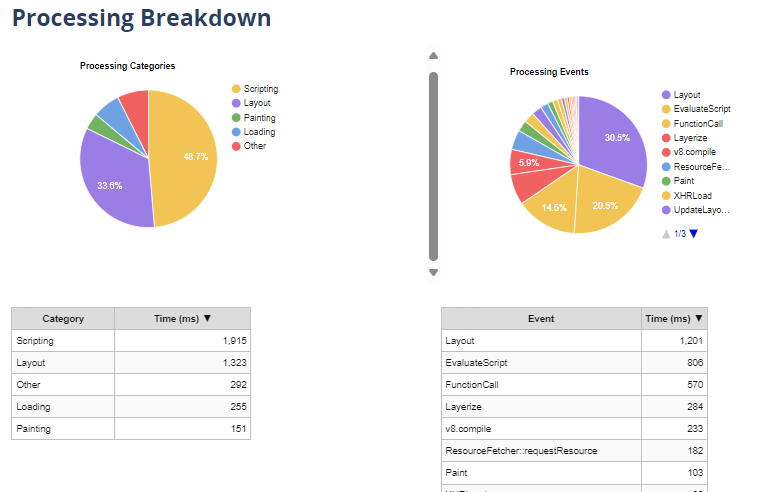 Processing Breakdown
Processing Categories
48.7%
33.6%
Scripting
Layout
Painting
Loading
Other
Processing Events
30.5%
5.9%
14.5%
20.5%
Layout
EvaluateScript
FunctionCall
Layerize
v8.compile
ResourceFe...
Paint
XHRLoad
UpdateLayo...
▲ 1/3 ▼
Category Time (ms) ▼
Scripting 1,915
Layout 1,323
Other 292
Loading 255
Painting 151
Event Time (ms) ▼
Layout 1,201
EvaluateScript 806
FunctionCall 570
Layerize 284
v8.compile 233
ResourceFetcher::requestResource 182
Paint 103